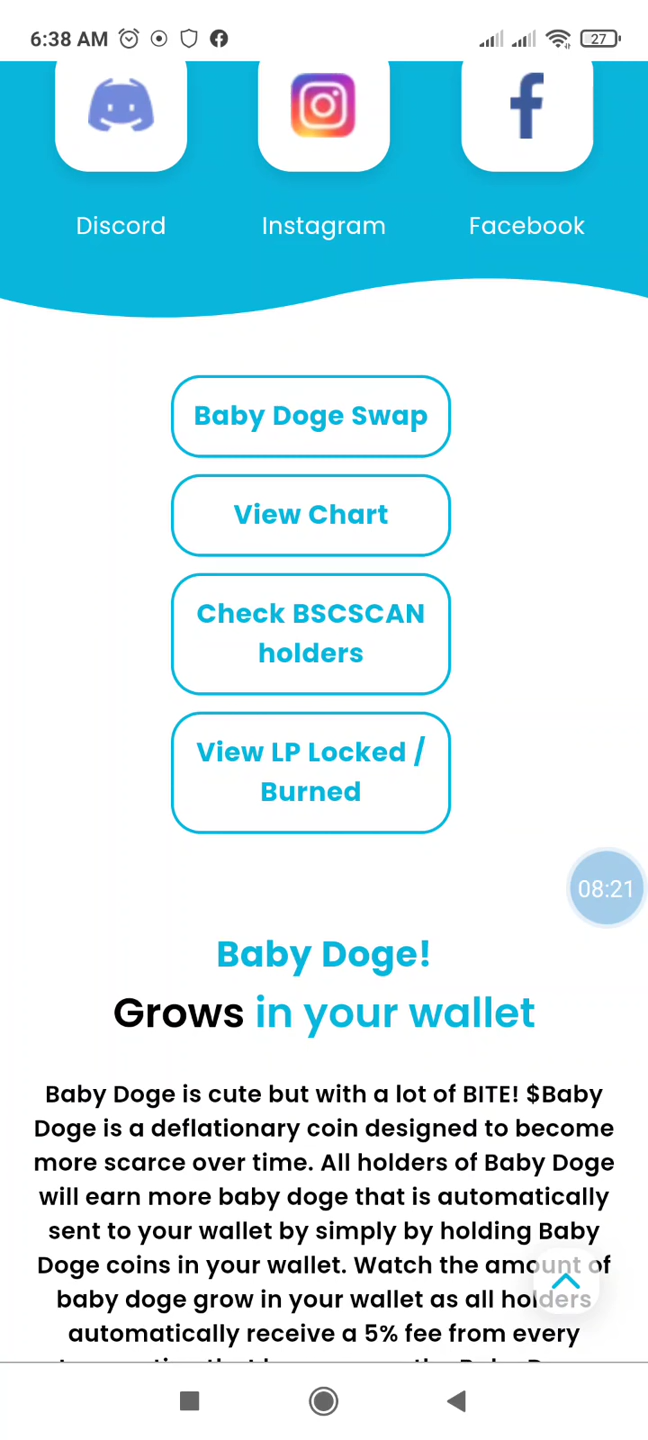 6:38 AM
27
Discord
Instagram
Facebook
Baby Doge Swap
View Chart
Check BSCSCAN
holders
View LP Locked /
Burned
08:21
Baby Doge!
Grows in your wallet
Baby Doge is cute but with a lot of BITE! $Baby
Doge is a deflationary coin designed to become
more scarce over time. All holders of Baby Doge
will earn more baby doge that is automatically
sent to your wallet by simply by holding Baby
Doge coins in your wallet. Watch the amount of
baby doge grow in your wallet as all holders
automatically receive a 5% fee from every